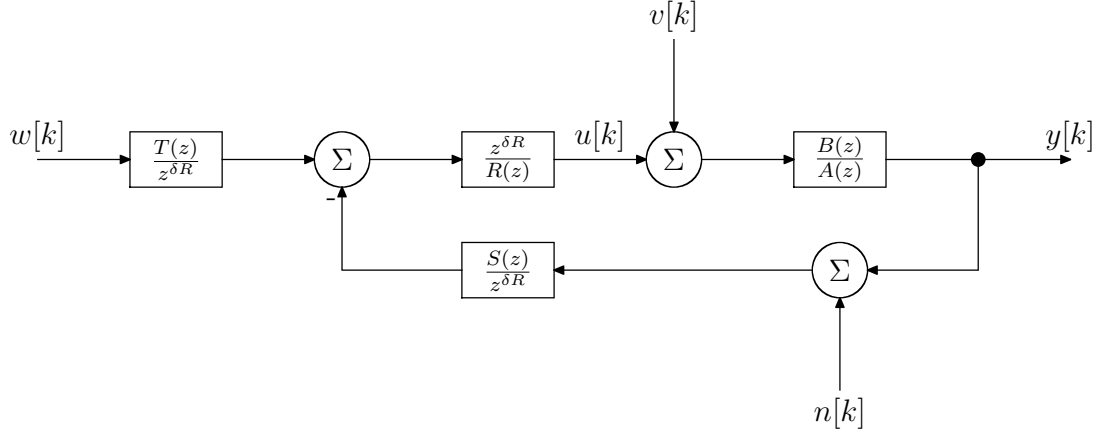 v[k]
w[k]
T(z)
z^{δR}
Σ
z^{δR}
R(z)
u[k]
Σ
B(z)
A(z)
y[k]
-
S(z)
z^{δR}
Σ
n[k]